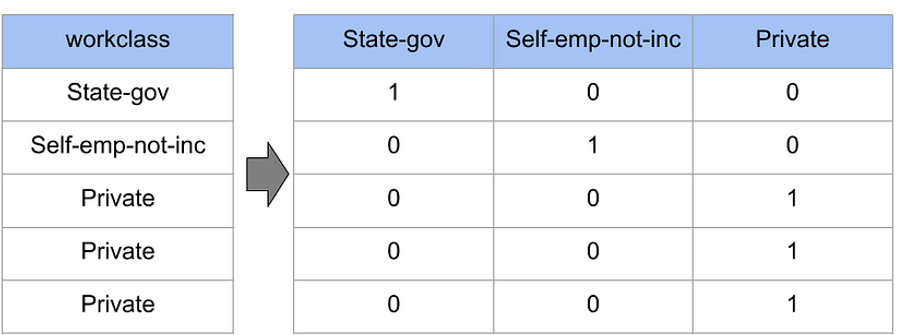 workclass State-gov Self-emp-not-inc Private
State-gov 1 0 0
Self-emp-not-inc 0 1 0
Private 0 0 1
Private 0 0 1
Private 0 0 1